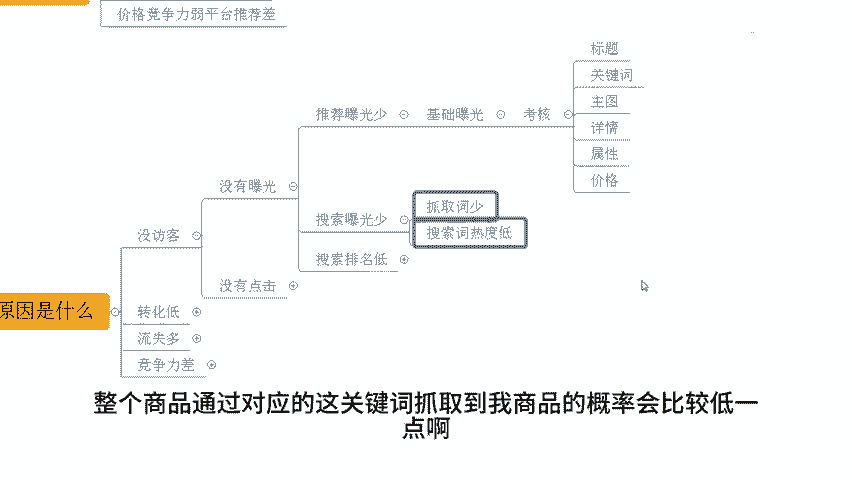 价格竞争力弱平台推荐差
标题
关键词
推荐曝光少
基础曝光
考核
主图
详情
属性
价格
没有曝光
抓取词少
搜索曝光少
搜索词热度低
没访客
搜索排名低
没有点击
原因是什么
转化低
流失多
竞争力差
整个商品通过对应的这关键词抓取到我商品的概率会比较低一
点啊